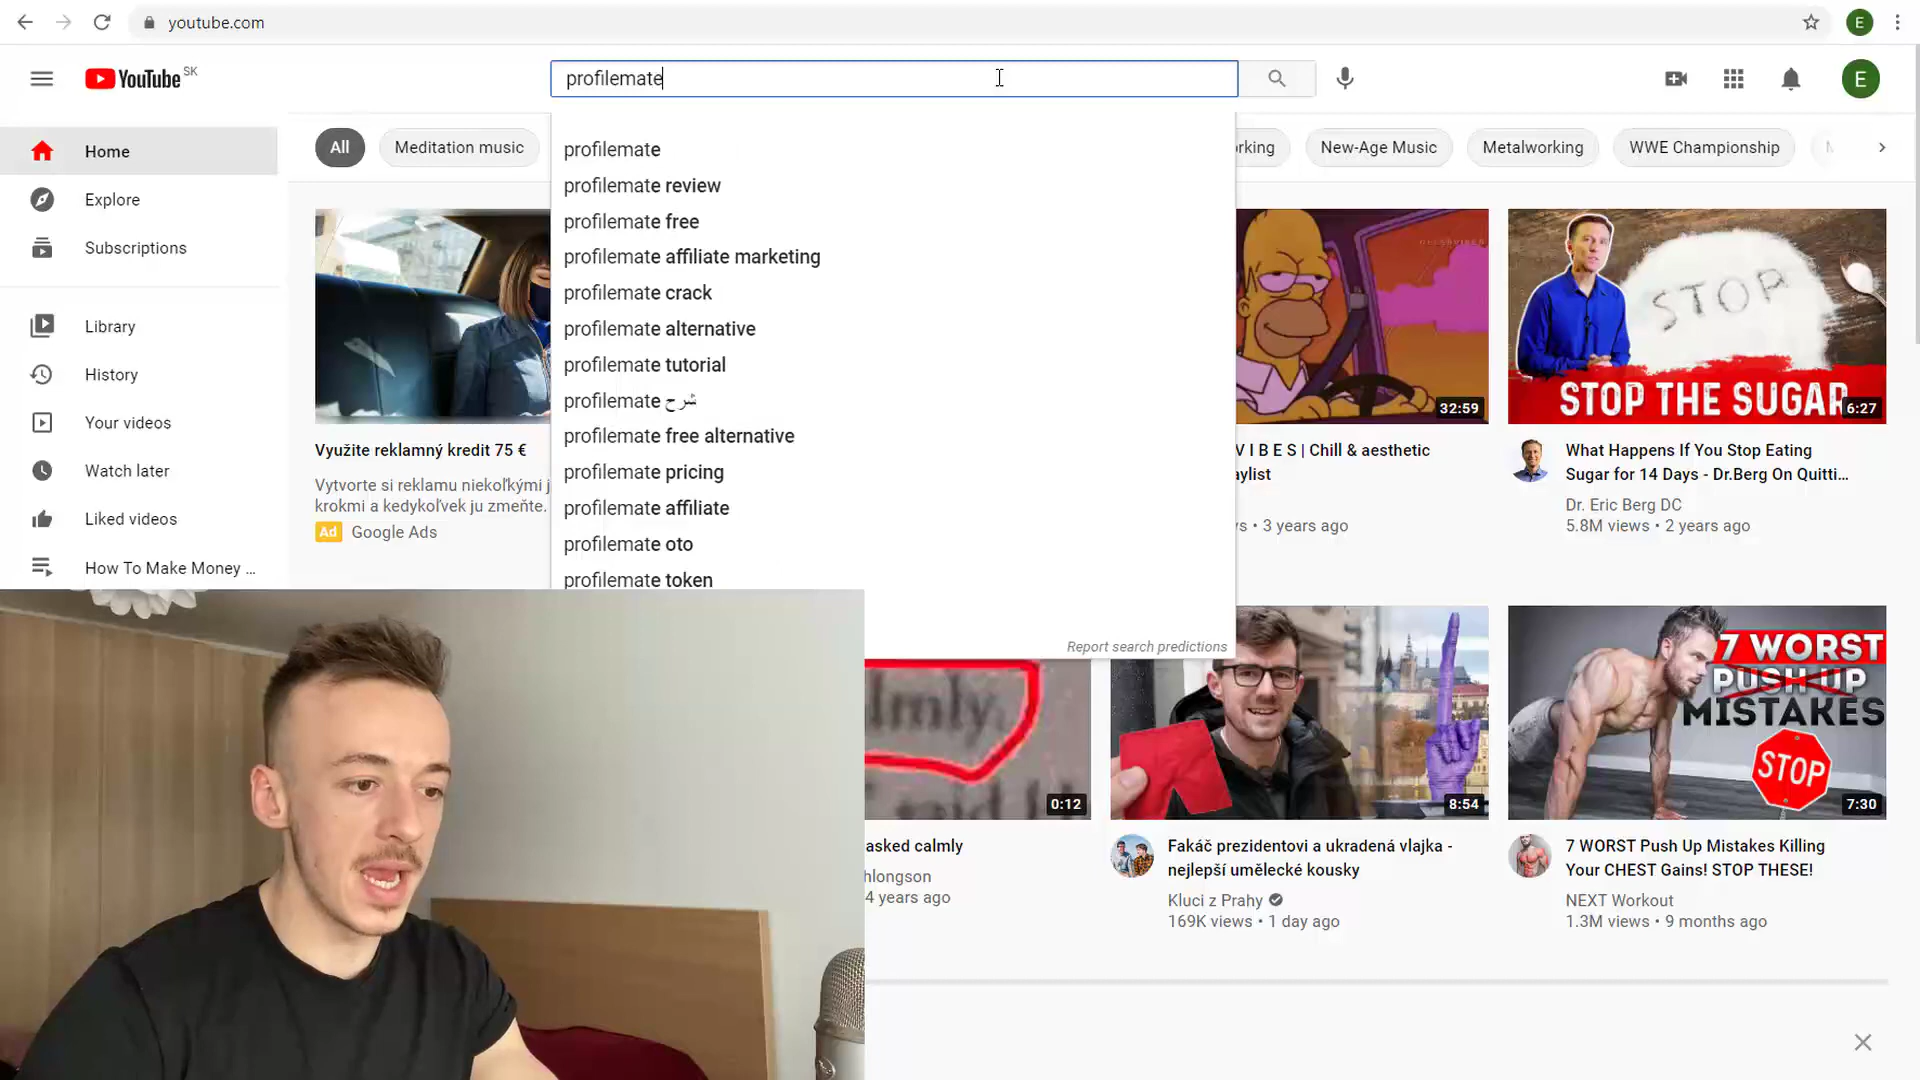 youtube.com
E
YouTube SK
profilemate
E
Home
Explore
Subscriptions
Library
History
Your videos
Watch later
Liked videos
How To Make Money ...
All
Meditation music
rking
New-Age Music
Metalworking
WWE Championship
profilemate
profilemate review
profilemate free
profilemate affiliate marketing
profilemate crack
profilemate alternative
profilemate tutorial
profilemate شرح
profilemate free alternative
profilemate pricing
profilemate affiliate
profilemate oto
profilemate token
Report search predictions
Využite reklamný kredit 75 €
Vytvorte si reklamu niekoľkými j
krokmi a kedykoľvek ju zmeňte.
Ad Google Ads
32:59
V I B E S | Chill & aesthetic
aylist
vs • 3 years ago
STOP
STOP THE SUGAR
6:27
What Happens If You Stop Eating
Sugar for 14 Days - Dr.Berg On Quitti...
Dr. Eric Berg DC
5.8M views • 2 years ago
lmly.
0:12
asked calmly
hlongson
4 years ago
8:54
Fakáč prezidentovi a ukradená vlajka -
nejlepší umělecké kousky
Kluci z Prahy
169K views • 1 day ago
7 WORST
PUSH UP
MISTAKES
STOP
7:30
7 WORST Push Up Mistakes Killing
Your CHEST Gains! STOP THESE!
NEXT Workout
1.3M views • 9 months ago